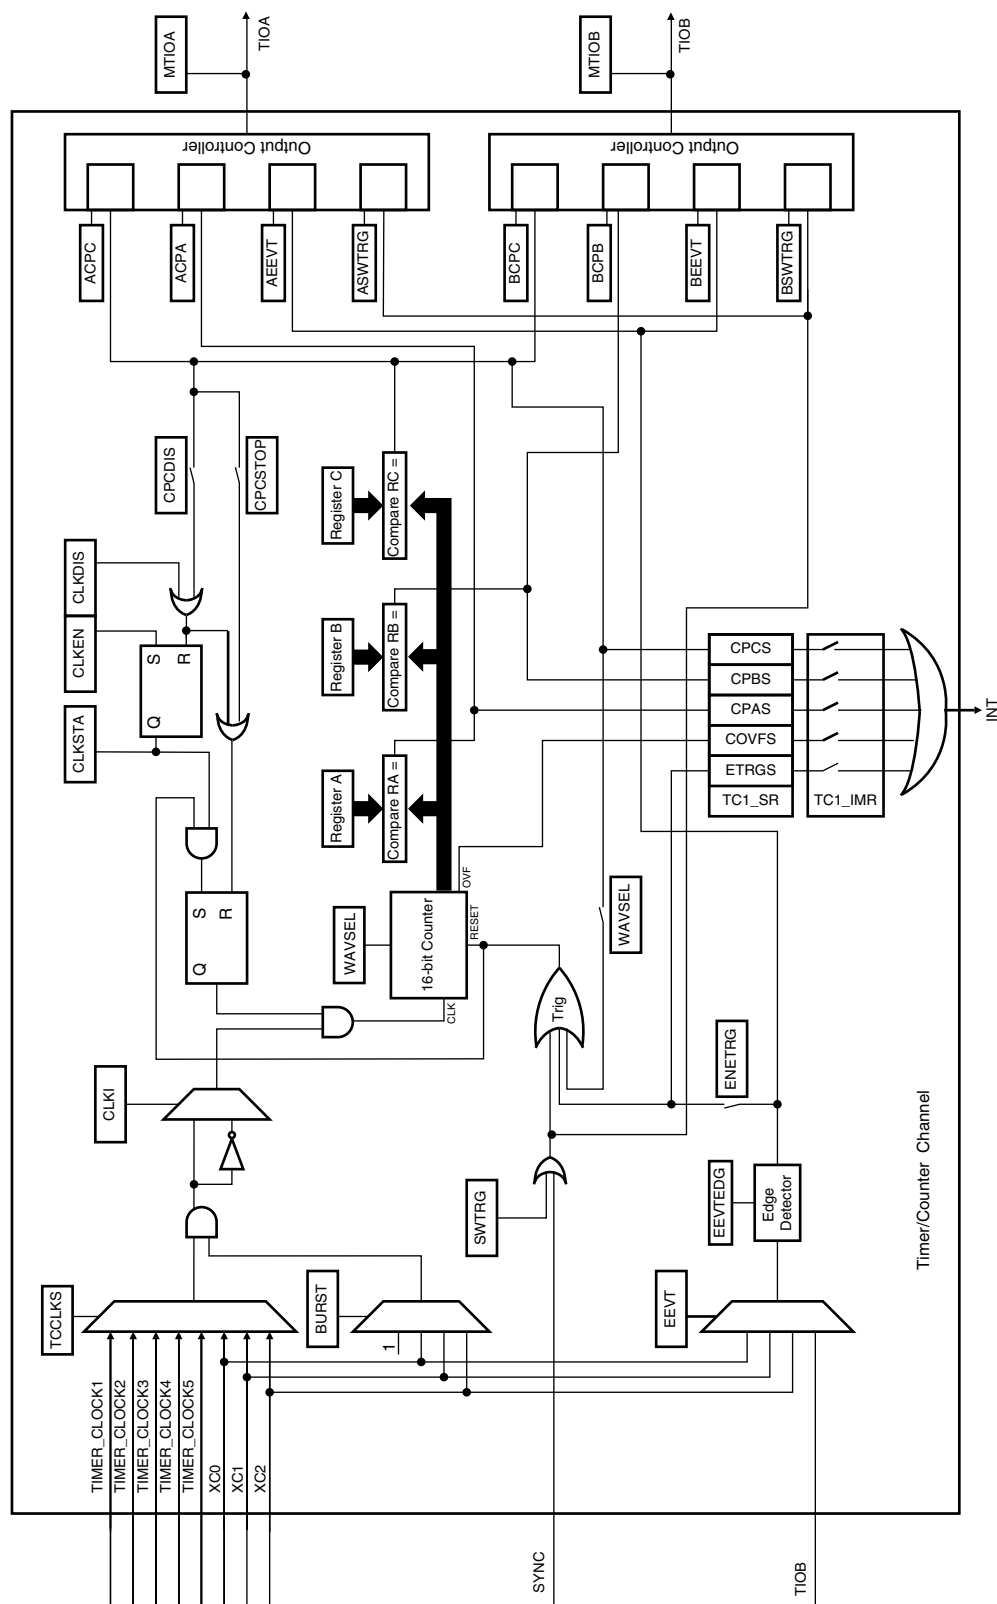 TIMER_CLOCK1
TIMER_CLOCK2
TIMER_CLOCK3
TIMER_CLOCK4
TIMER_CLOCK5
XC0
XC1
XC2
TCCLKS
CLKI
CLKSTA
CLKEN
CLKDIS
Q
S
R
Q
S
R
CPCDIS
CPCSTOP
ACPC
ACPA
AEEVT
ASWTRG
Output Controller
MTIOA
TIOA
BURST
1
WAVSEL
16-bit Counter
CLK
RESET
OVF
Register A
Register B
Register C
Compare RA =
Compare RB =
Compare RC =
BCPC
BCPB
BEEVT
BSWTRG
Output Controller
MTIOB
TIOB
SYNC
SWTRG
Trig
WAVSEL
CPCS
CPBS
CPAS
COVFS
ETRGS
TC1_SR
TC1_IMR
INT
TIOB
EEVT
EEVTEDG
Edge
Detector
ENETRG
Timer/Counter Channel